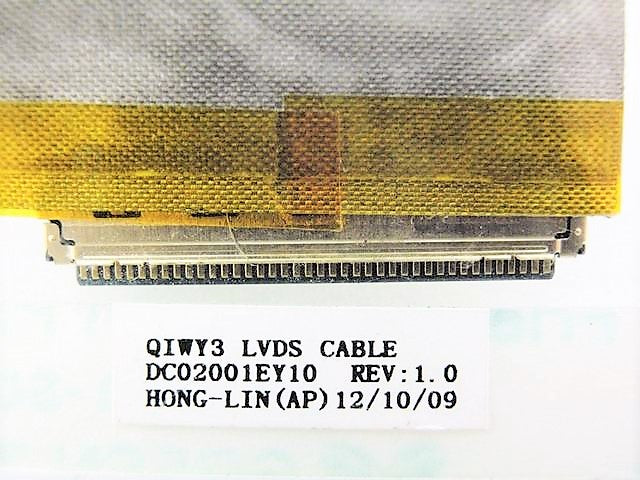 QIWY3 LVDS CABLE
DC02001EY10 REV:1.0
HONG-LIN(AP)12/10/09